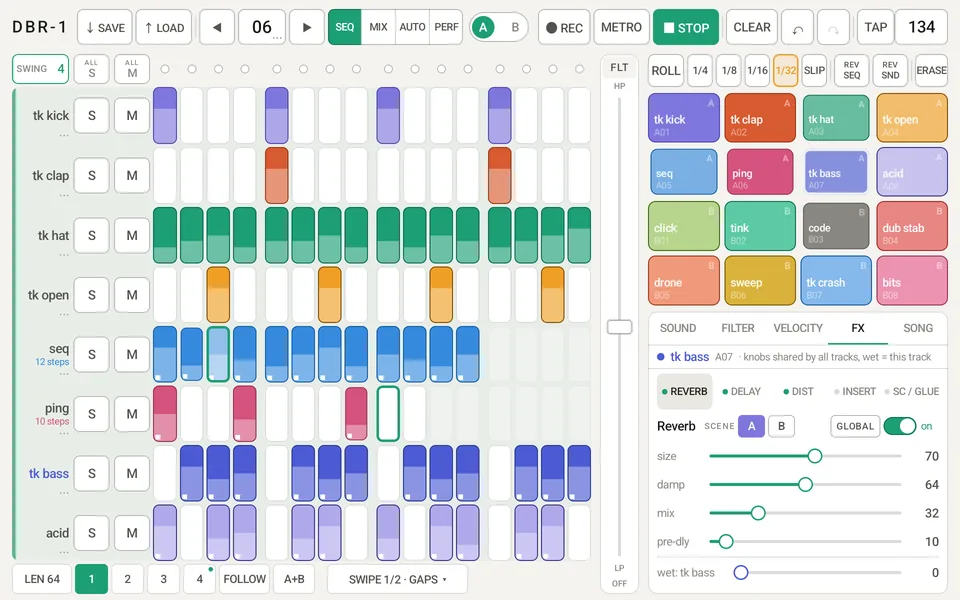 DBR-1 ↓ SAVE ↑ LOAD ◀ 06... ▶ SEQ MIX AUTO PERF A B REC METRO STOP CLEAR TAP 134
SWING 4 ALL S ALL M FLT ROLL 1/4 1/8 1/16 1/32 SLIP REV SEQ REV SND ERASE
HP
tk kick S M
...
tk clap S M
...
tk hat S M
...
tk open S M
...
seq S M
12 steps
...
ping S M
10 steps
...
tk bass S M
...
acid S M
...
LP
OFF
LEN 64 1 2 3 4 FOLLOW A+B SWIPE 1/2 · GAPS ▾
tk kick A A01
tk clap A A02
tk hat A A03
tk open A A04
seq A A05
ping A A06
tk bass A A07
acid A A08
click B B01
tink B B02
code B B03
dub stab B B04
drone B B05
sweep B B06
tk crash B B07
bits B B08
SOUND FILTER VELOCITY FX SONG
tk bass A07 · knobs shared by all tracks, wet = this track
REVERB DELAY DIST INSERT SC / GLUE
Reverb SCENE A B GLOBAL on
size 70
damp 64
mix 32
pre-dly 10
wet: tk bass 0